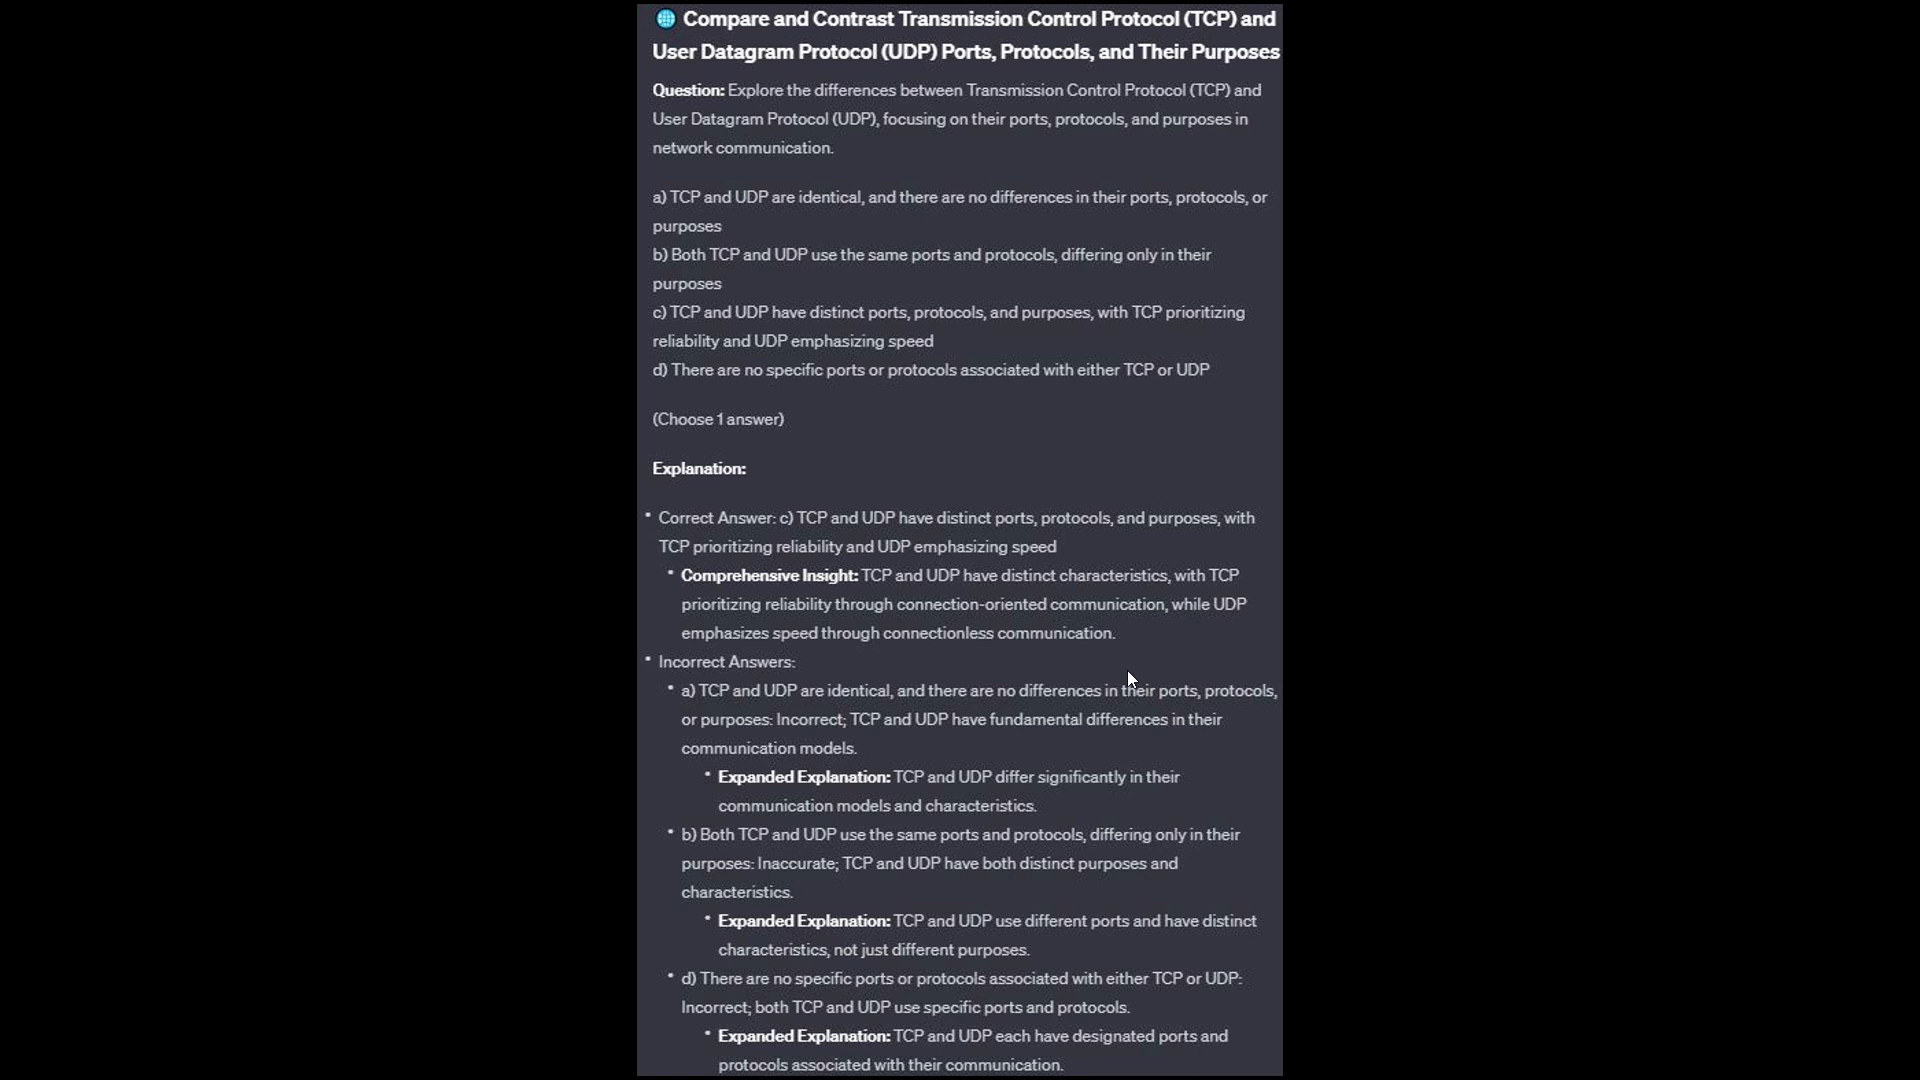 🌐 Compare and Contrast Transmission Control Protocol (TCP) and
User Datagram Protocol (UDP) Ports, Protocols, and Their Purposes
Question: Explore the differences between Transmission Control Protocol (TCP) and
User Datagram Protocol (UDP), focusing on their ports, protocols, and purposes in
network communication.
a) TCP and UDP are identical, and there are no differences in their ports, protocols, or
purposes
b) Both TCP and UDP use the same ports and protocols, differing only in their
purposes
c) TCP and UDP have distinct ports, protocols, and purposes, with TCP prioritizing
reliability and UDP emphasizing speed
d) There are no specific ports or protocols associated with either TCP or UDP
(Choose 1 answer)
Explanation:
• Correct Answer: c) TCP and UDP have distinct ports, protocols, and purposes, with
TCP prioritizing reliability and UDP emphasizing speed
• Comprehensive Insight: TCP and UDP have distinct characteristics, with TCP
prioritizing reliability through connection-oriented communication, while UDP
emphasizes speed through connectionless communication.
• Incorrect Answers:
• a) TCP and UDP are identical, and there are no differences in their ports, protocols,
or purposes: Incorrect; TCP and UDP have fundamental differences in their
communication models.
• Expanded Explanation: TCP and UDP differ significantly in their
communication models and characteristics.
• b) Both TCP and UDP use the same ports and protocols, differing only in their
purposes: Inaccurate; TCP and UDP have both distinct purposes and
characteristics.
• Expanded Explanation: TCP and UDP use different ports and have distinct
characteristics, not just different purposes.
• d) There are no specific ports or protocols associated with either TCP or UDP:
Incorrect; both TCP and UDP use specific ports and protocols.
• Expanded Explanation: TCP and UDP each have designated ports and
protocols associated with their communication.